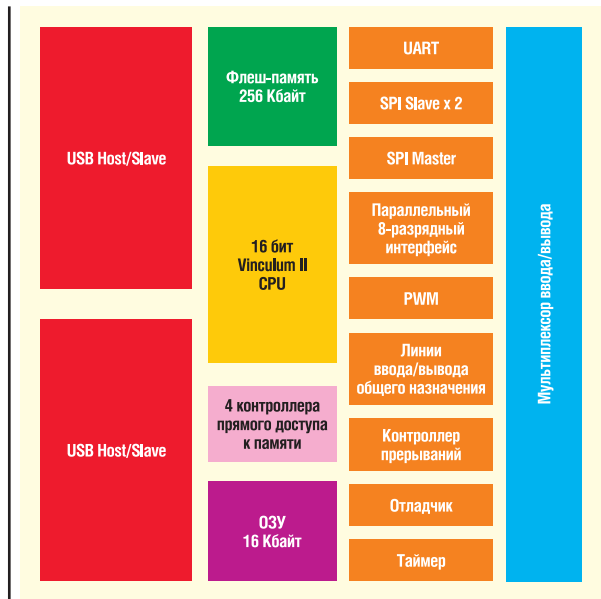 USB Host/Slave
USB Host/Slave
Флеш-память
256 Кбайт
16 бит
Vinculum II
CPU
4 контроллера
прямого доступа
к памяти
ОЗУ
16 Кбайт
UART
SPI Slave x 2
SPI Master
Параллельный
8-разрядный
интерфейс
PWM
Линии
ввода/вывода
общего назначения
Контроллер
прерываний
Отладчик
Таймер
Мультиплексор ввода/вывода